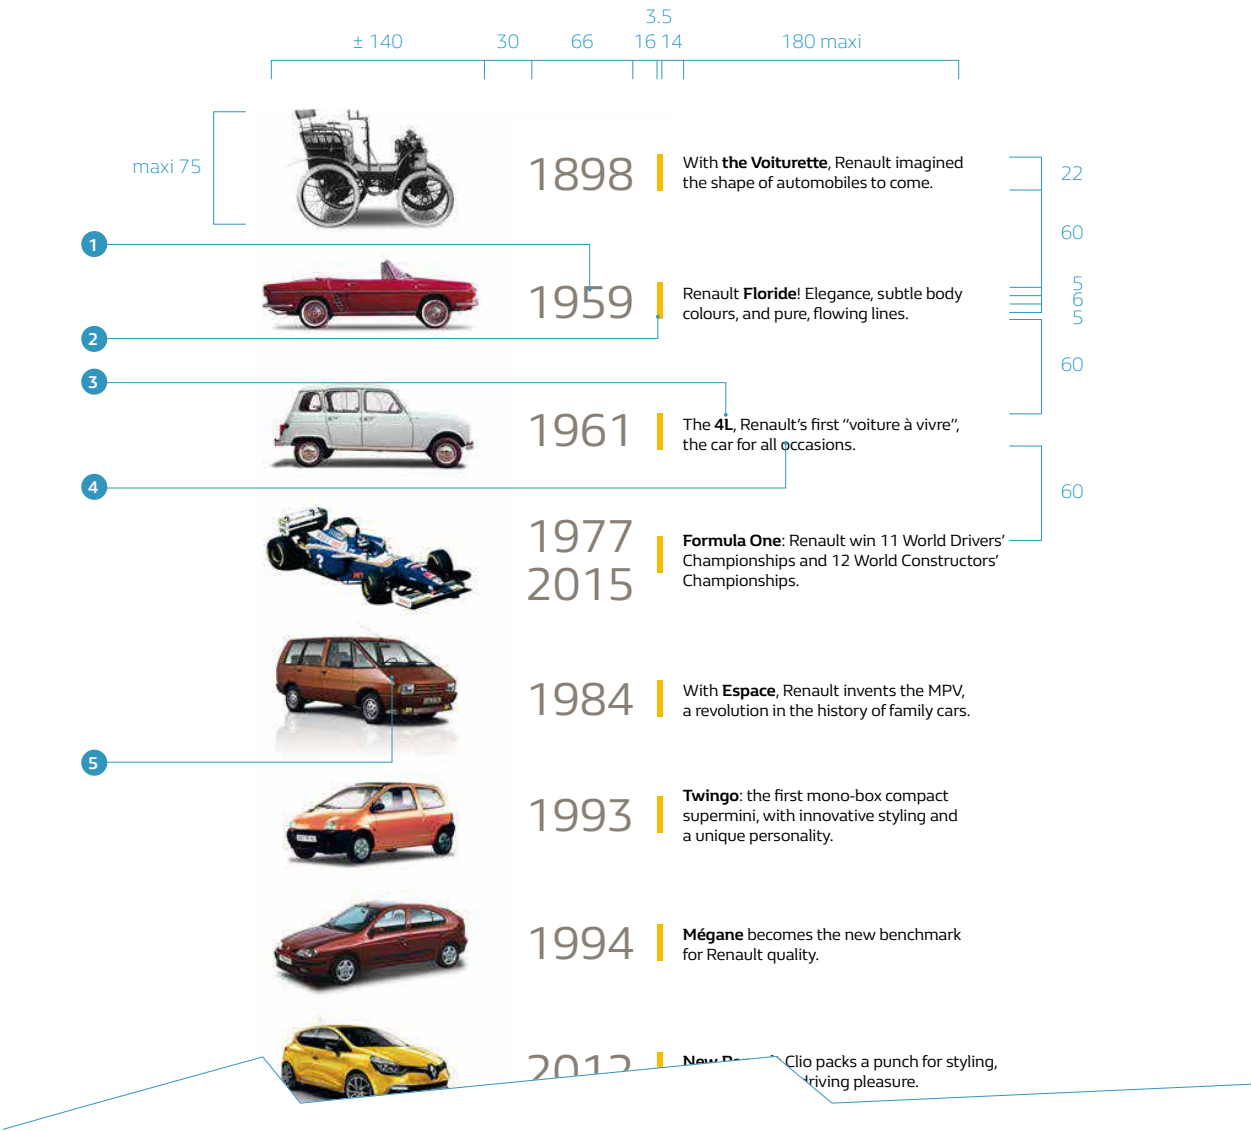 3.5
± 140 30 66 16 14 180 maxi
maxi 75
1898
With the Voiturette, Renault imagined
the shape of automobiles to come.
22
60
1
1959
Renault Floride! Elegance, subtle body
colours, and pure, flowing lines.
5
6
5
2
60
3
1961
The 4L, Renault’s first “voiture à vivre”,
the car for all occasions.
4
60
1977
2015
Formula One: Renault win 11 World Drivers’
Championships and 12 World Constructors’
Championships.
1984
With Espace, Renault invents the MPV,
a revolution in the history of family cars.
5
1993
Twingo: the first mono-box compact
supermini, with innovative styling and
a unique personality.
1994
Mégane becomes the new benchmark
for Renault quality.
2012
New Clio packs a punch for styling,
driving pleasure.